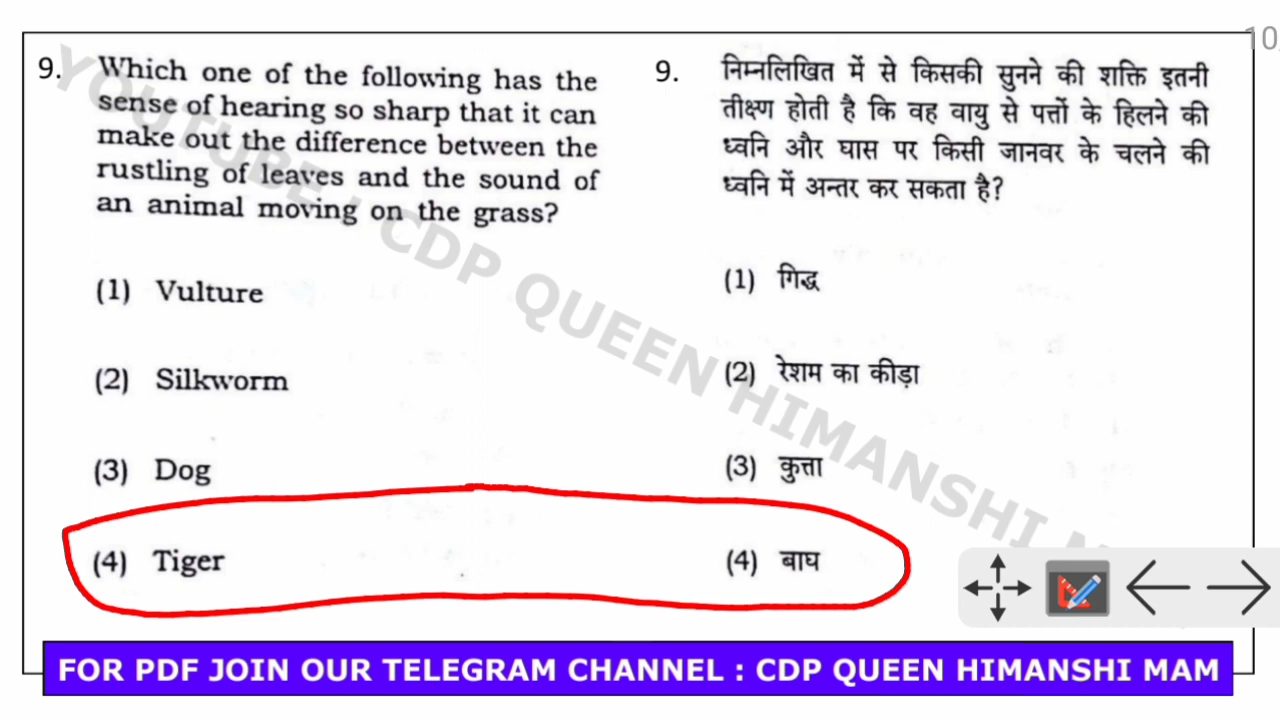 10
9. Which one of the following has the
sense of hearing so sharp that it can
make out the difference between the
rustling of leaves and the sound of
an animal moving on the grass?
(1) Vulture
(2) Silkworm
(3) Dog
(4) Tiger
9. निम्नलिखित में से किसकी सुनने की शक्ति इतनी
तीक्ष्ण होती है कि वह वायु से पत्तों के हिलने की
ध्वनि और घास पर किसी जानवर के चलने की
ध्वनि में अन्तर कर सकता है?
(1) गिद्ध
(2) रेशम का कीड़ा
(3) कुत्ता
(4) बाघ
YOUTUBE : CDP QUEEN HIMANSHI M
FOR PDF JOIN OUR TELEGRAM CHANNEL : CDP QUEEN HIMANSHI MAM